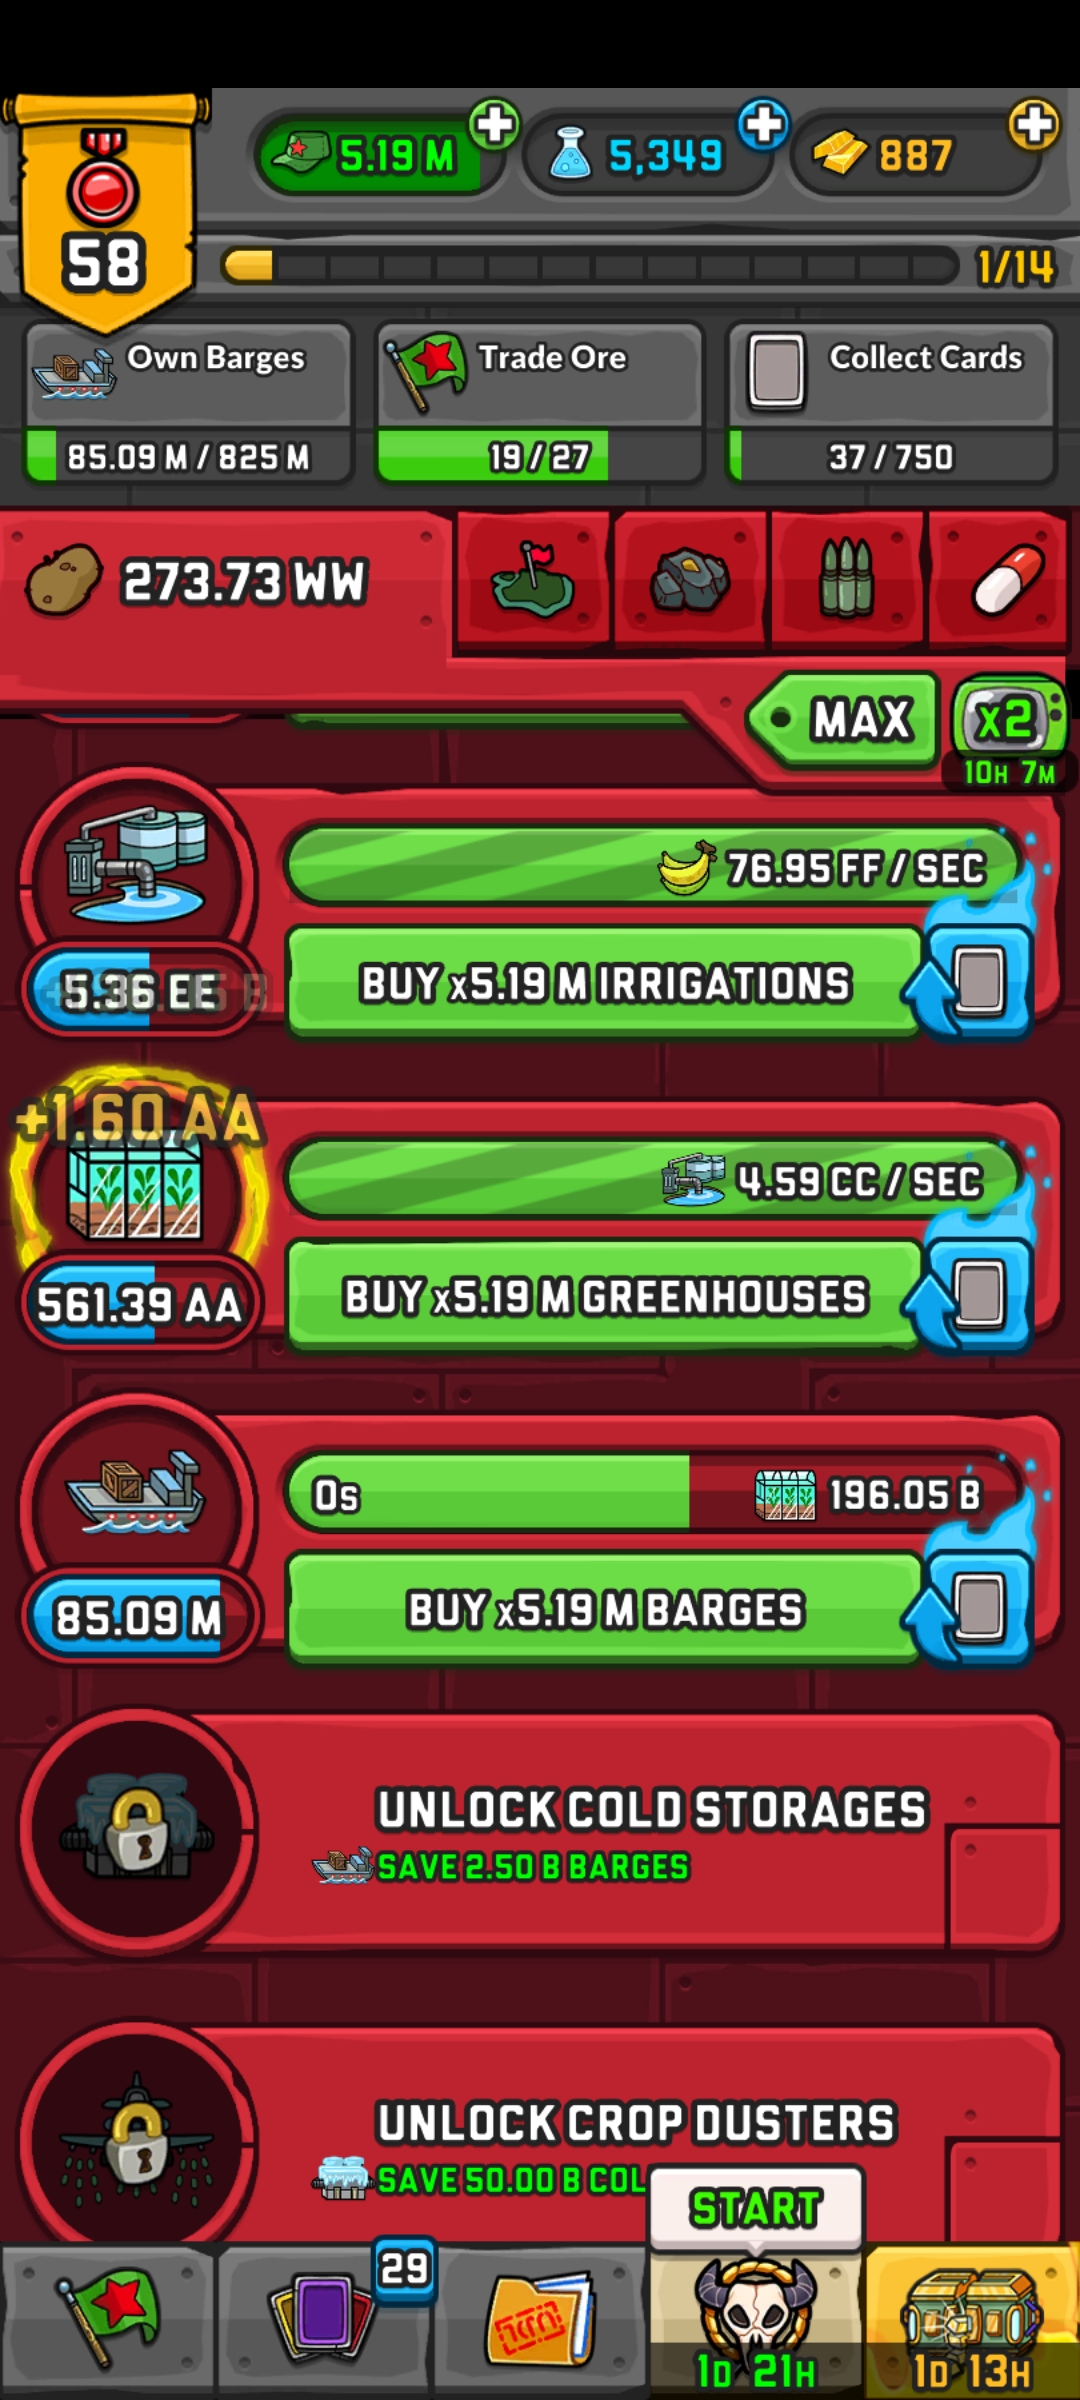 58
5.19 M
5,349
887
1/14
Own Barges
85.09 M / 825 M
Trade Ore
19 / 27
Collect Cards
37 / 750
273.73 WW
MAX
x2
10H 7M
76.95 FF / SEC
5.36 EE
BUY x5.19 M IRRIGATIONS
+1.60 AA
4.59 CC / SEC
561.39 AA
BUY x5.19 M GREENHOUSES
0s
196.05 B
85.09 M
BUY x5.19 M BARGES
UNLOCK COLD STORAGES
SAVE 2.50 B BARGES
UNLOCK CROP DUSTERS
SAVE 50.00 B COL
START
29
1D 21H
1D 13H